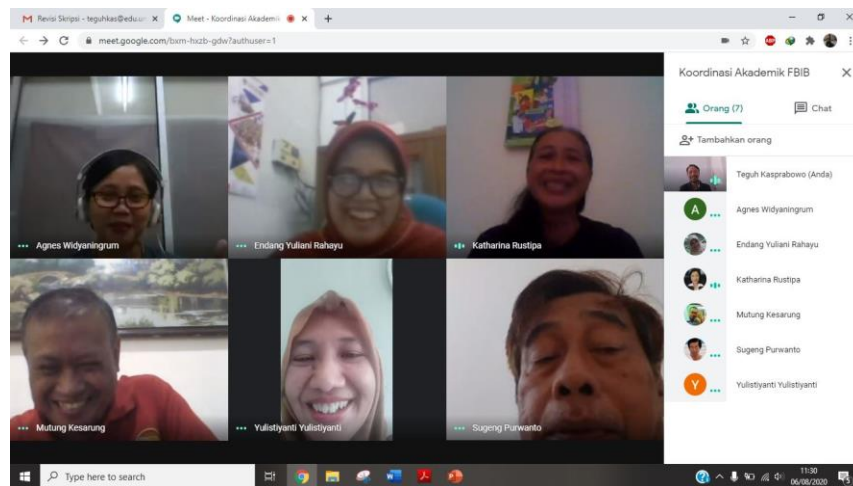 Revisi Skripsi - teguhkas@edu.un
Meet - Koordinasi Akademik
meet.google.com/bxm-hxzb-gdw?authuser=1
Koordinasi Akademik FBIB
Orang (7)
Chat
Tambahkan orang
Teguh Kasprabowo (Anda)
A
Agnes Widyaningrum
Endang Yuliani Rahayu
Katharina Rustipa
Mutung Kesarung
Sugeng Purwanto
Y
Yulistiyanti Yulistiyanti
Agnes Widyaningrum
Endang Yuliani Rahayu
Katharina Rustipa
Mutung Kesarung
Yulistiyanti Yulistiyanti
Sugeng Purwanto
Type here to search
11:30
06/08/2020